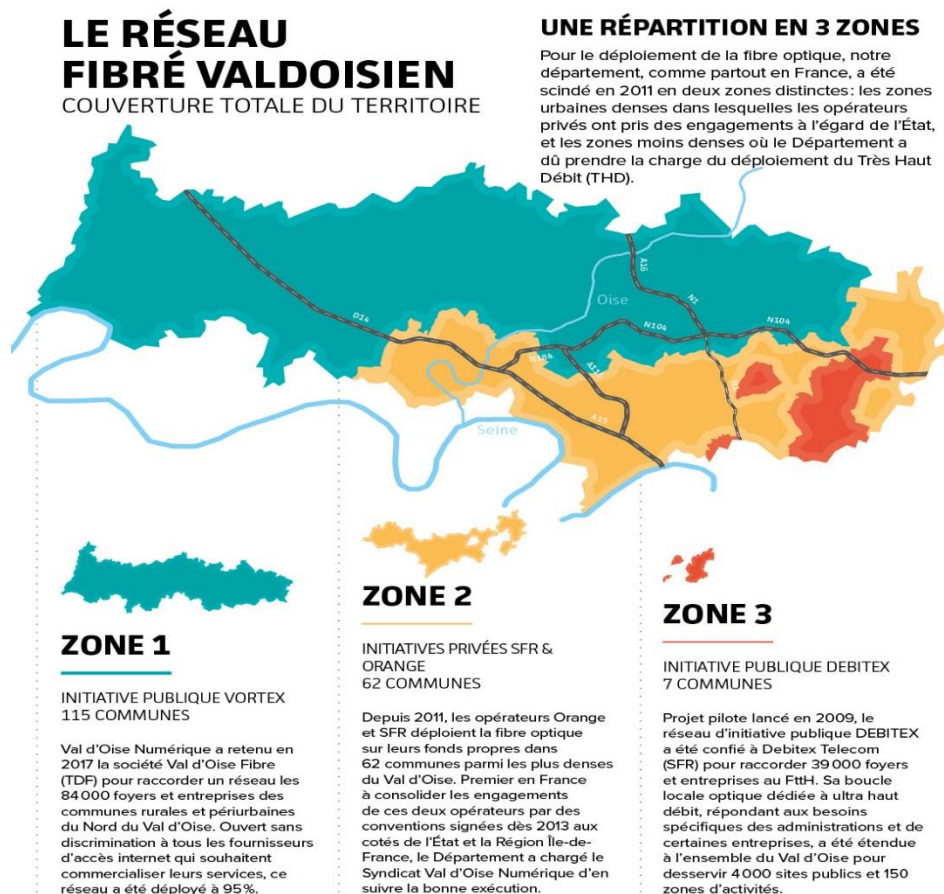 LE RÉSEAU
FIBRÉ VALDOISIEN
COUVERTURE TOTALE DU TERRITOIRE
UNE RÉPARTITION EN 3 ZONES
Pour le déploiement de la fibre optique, notre
département, comme partout en France, a été
scindé en 2011 en deux zones distinctes : les zones
urbaines denses dans lesquelles les opérateurs
privés ont pris des engagements à l'égard de l'État,
et les zones moins denses où le Département a
dû prendre la charge du déploiement du Très Haut
Débit (THD).
A16
Oise
N1
D14
N104
N104
N184
A115
A15
Seine
ZONE 1
INITIATIVE PUBLIQUE VORTEX
115 COMMUNES
Val d'Oise Numérique a retenu en
2017 la société Val d'Oise Fibre
(TDF) pour raccorder un réseau les
84 000 foyers et entreprises des
communes rurales et périurbaines
du Nord du Val d'Oise. Ouvert sans
discrimination à tous les fournisseurs
d'accès internet qui souhaitent
commercialiser leurs services, ce
réseau a été déployé à 95 %.
ZONE 2
INITIATIVES PRIVÉES SFR &
ORANGE
62 COMMUNES
Depuis 2011, les opérateurs Orange
et SFR déploient la fibre optique
sur leurs fonds propres dans
62 communes parmi les plus denses
du Val d'Oise. Premier en France
à consolider les engagements
de ces deux opérateurs par des
conventions signées dès 2013 aux
cotés de l'État et la Région Île-de-
France, le Département a chargé le
Syndicat Val d'Oise Numérique d'en
suivre la bonne exécution.
ZONE 3
INITIATIVE PUBLIQUE DEBITEX
7 COMMUNES
Projet pilote lancé en 2009, le
réseau d'initiative publique DEBITEX
a été confié à Debitex Telecom
(SFR) pour raccorder 39 000 foyers
et entreprises au FttH. Sa boucle
locale optique dédiée à ultra haut
débit, répondant aux besoins
spécifiques des administrations et de
certaines entreprises, a été étendue
à l'ensemble du Val d'Oise pour
desservir 4 000 sites publics et 150
zones d'activités.